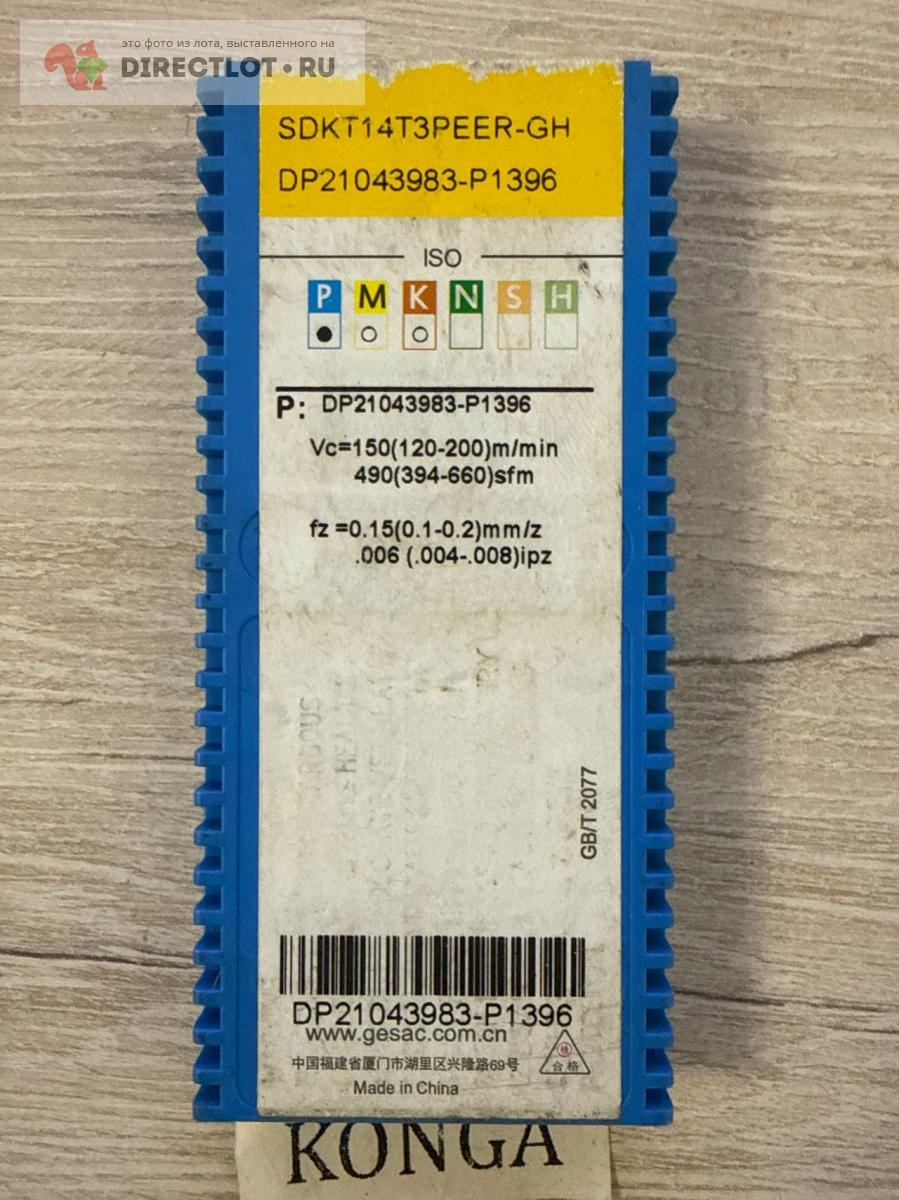 это фото из лота, выставленного на
DIRECTLOT.RU
SDKT14T3PEER-GH
DP21043983-P1396
ISO
P M K N S H
P: DP21043983-P1396
Vc=150(120-200)m/min
490(394-660)sfm
fz =0.15(0.1-0.2)mm/z
.006 (.004-.008)ipz
GB/T 2077
DP21043983-P1396
www.gesac.com.cn
中国福建省厦门市湖里区兴隆路69号
合格
Made in China
KONGA